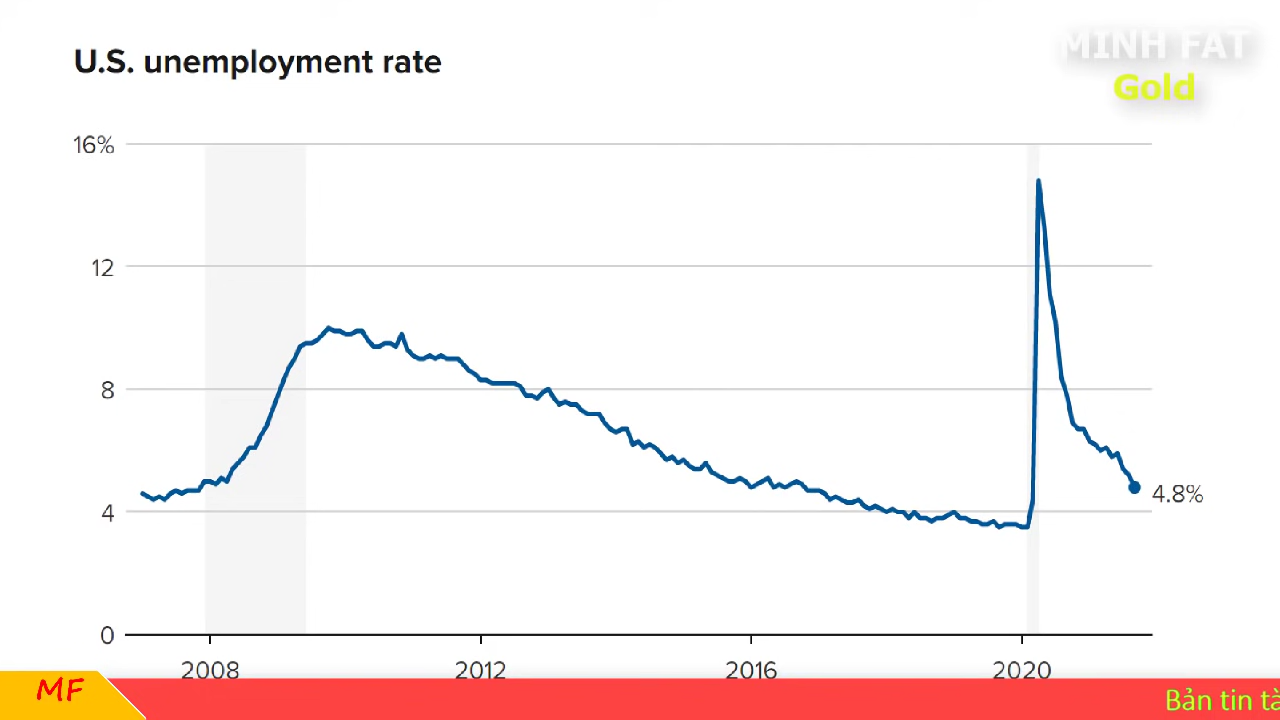 U.S. unemployment rate
MINH FAT
Gold
16%
12
8
4
0
4.8%
2008 2012 2016 2020
MF
Bản tin tà